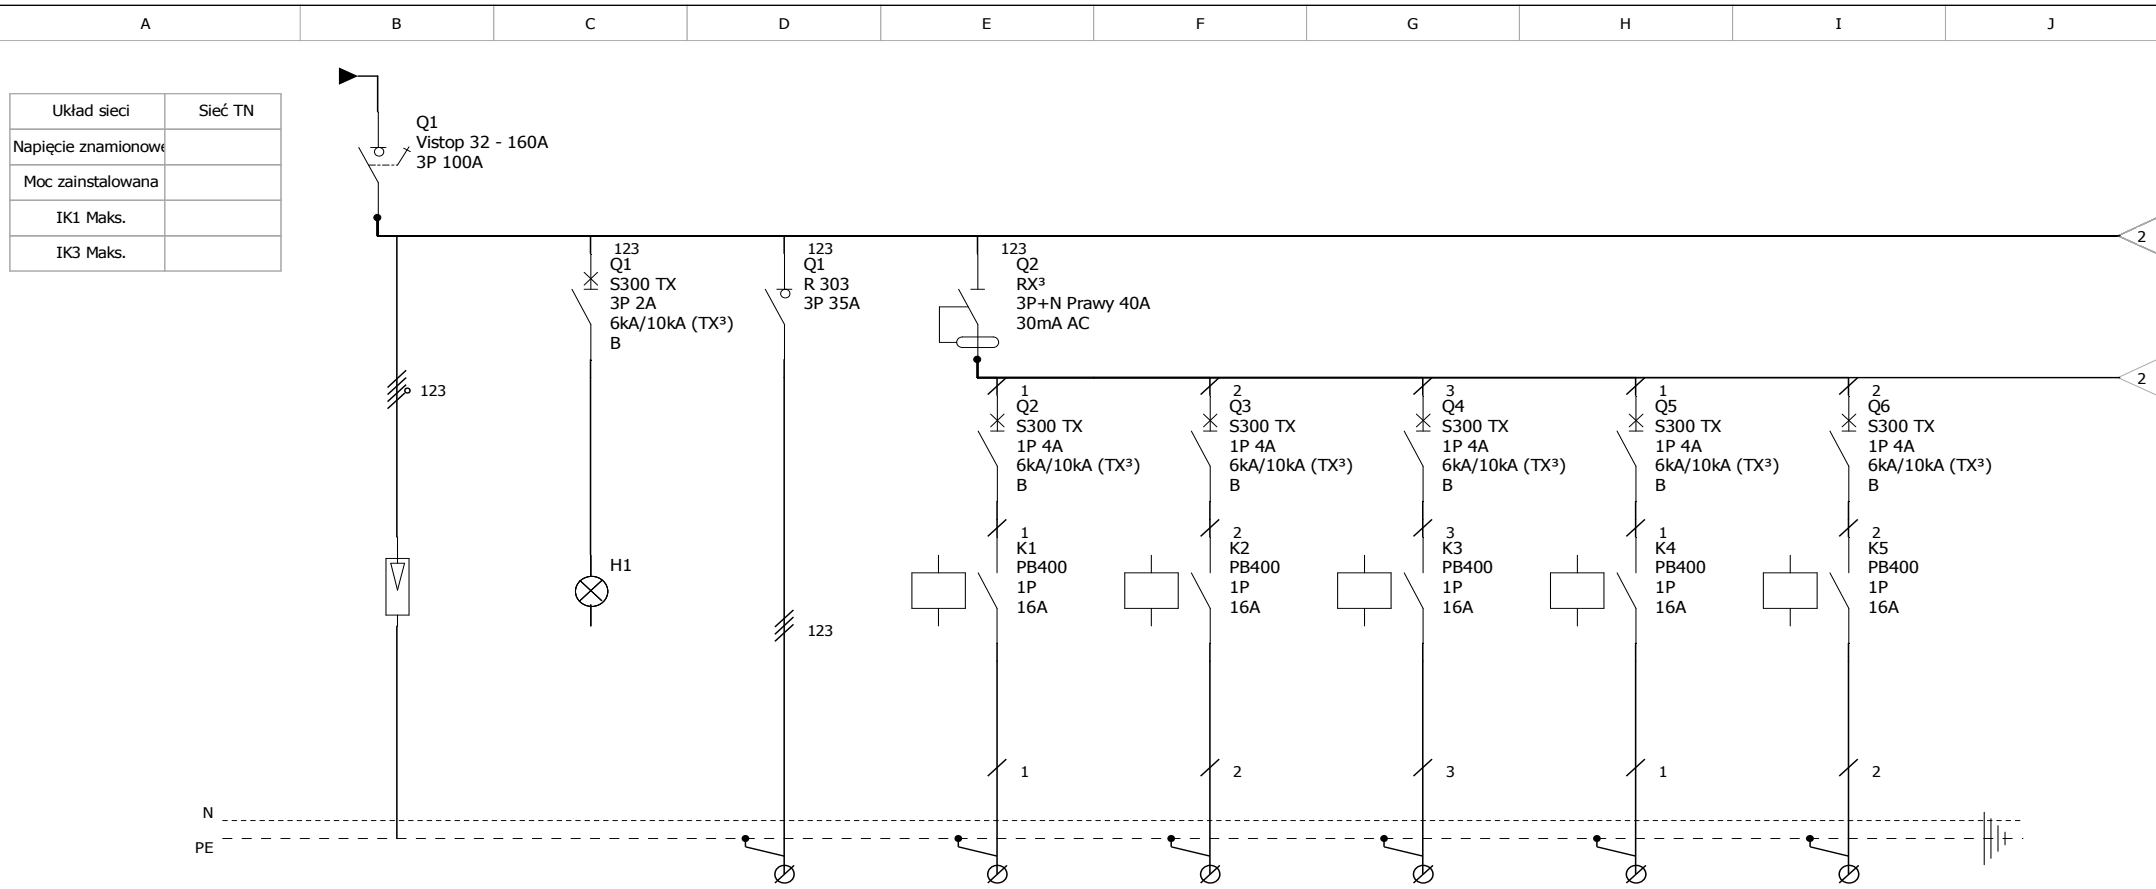 A B C D E F G H I J
Układ sieci Sieć TN
Napięcie znamionowe
Moc zainstalowana
IK1 Maks.
IK3 Maks.
Q1
Vistop 32 - 160A
3P 100A
2
123
Q1
S300 TX
3P 2A
6kA/10kA (TX³)
B
123
Q1
R 303
3P 35A
123
Q2
RX³
3P+N Prawy 40A
30mA AC
2
123
1
Q2
S300 TX
1P 4A
6kA/10kA (TX³)
B
2
Q3
S300 TX
1P 4A
6kA/10kA (TX³)
B
3
Q4
S300 TX
1P 4A
6kA/10kA (TX³)
B
1
Q5
S300 TX
1P 4A
6kA/10kA (TX³)
B
2
Q6
S300 TX
1P 4A
6kA/10kA (TX³)
B
H1
123
1
K1
PB400
1P
16A
2
K2
PB400
1P
16A
3
K3
PB400
1P
16A
1
K4
PB400
1P
16A
2
K5
PB400
1P
16A
1 2 3 1 2
N
PE